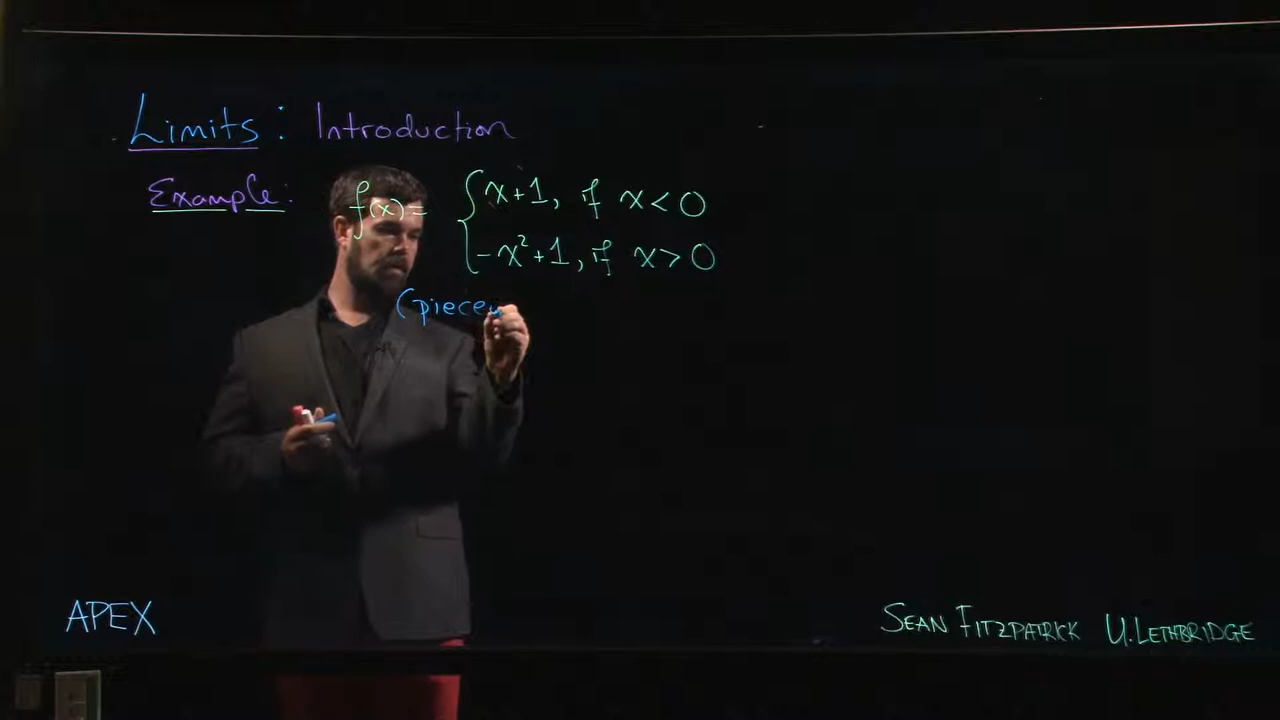 Limits: Introduction
Example: f(x)= { x+1, if x<0
-x²+1, if x>0
(piece
APEX
SEAN FITZPATRICK U.LETHBRIDGE